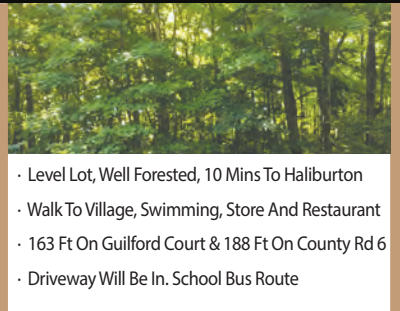 · Level Lot, Well Forested, 10 Mins To Haliburton
· Walk To Village, Swimming, Store And Restaurant
· 163 Ft On Guilford Court & 188 Ft On County Rd 6
· Driveway Will Be In. School Bus Route